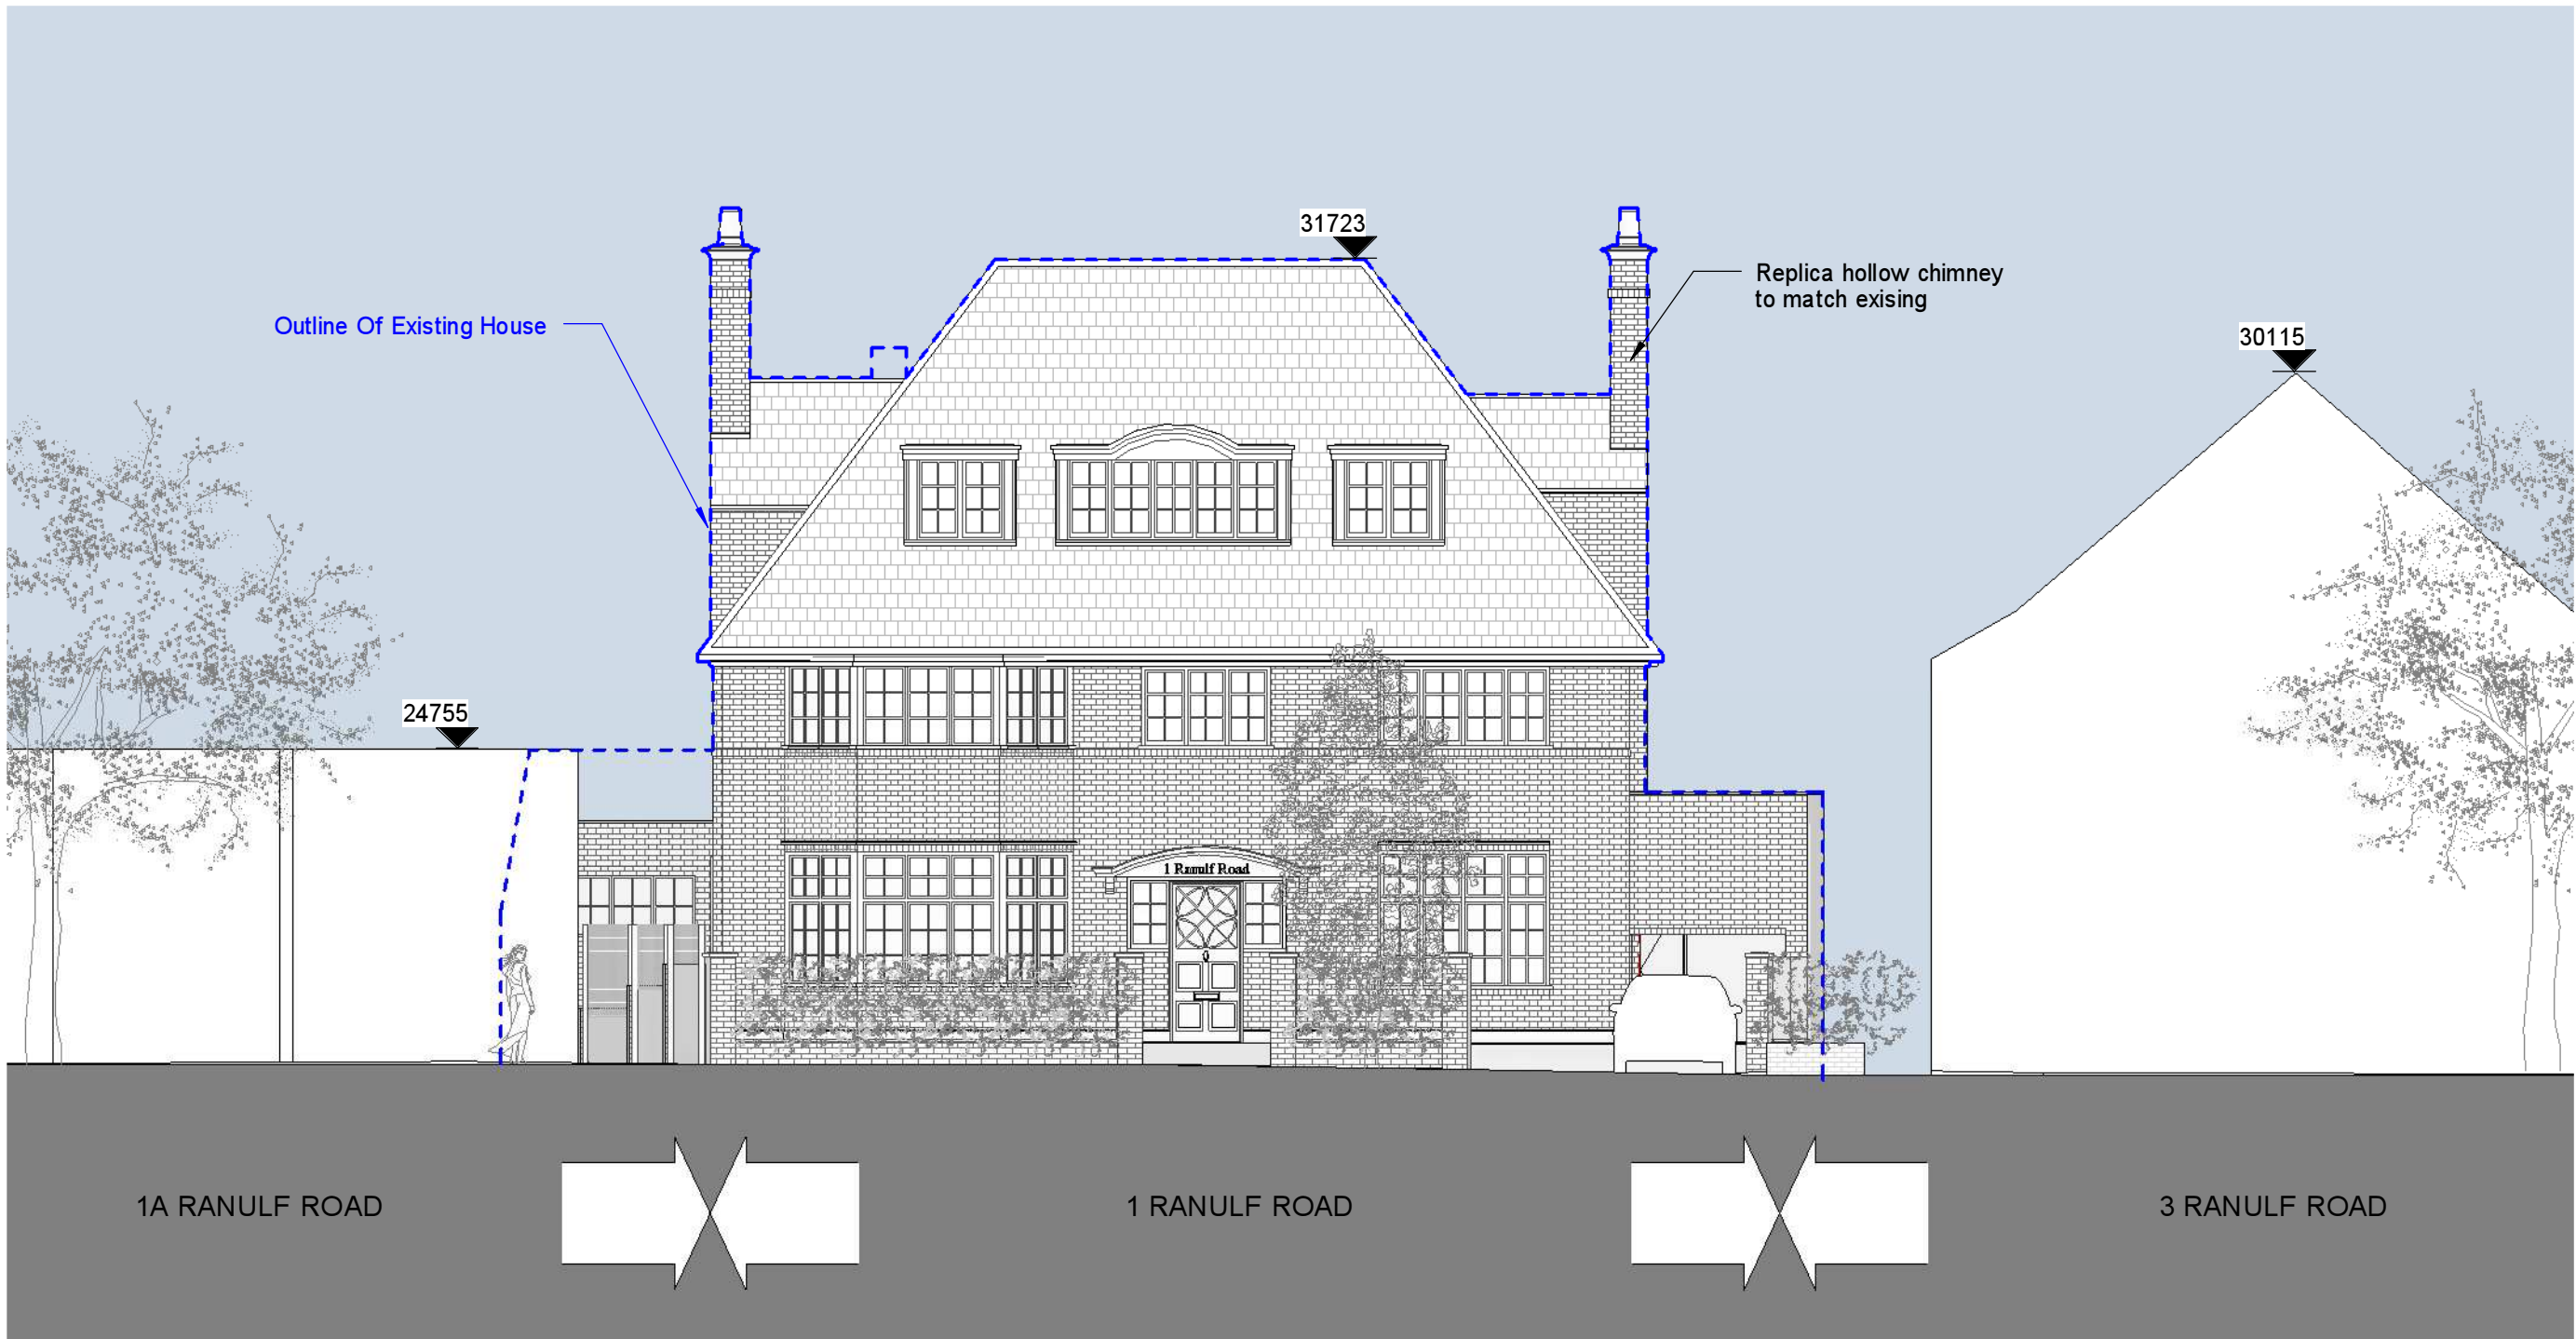 31723
Replica hollow chimney
to match exising
Outline Of Existing House
30115
24755
1 Ranulf Road
1A RANULF ROAD
1 RANULF ROAD
3 RANULF ROAD